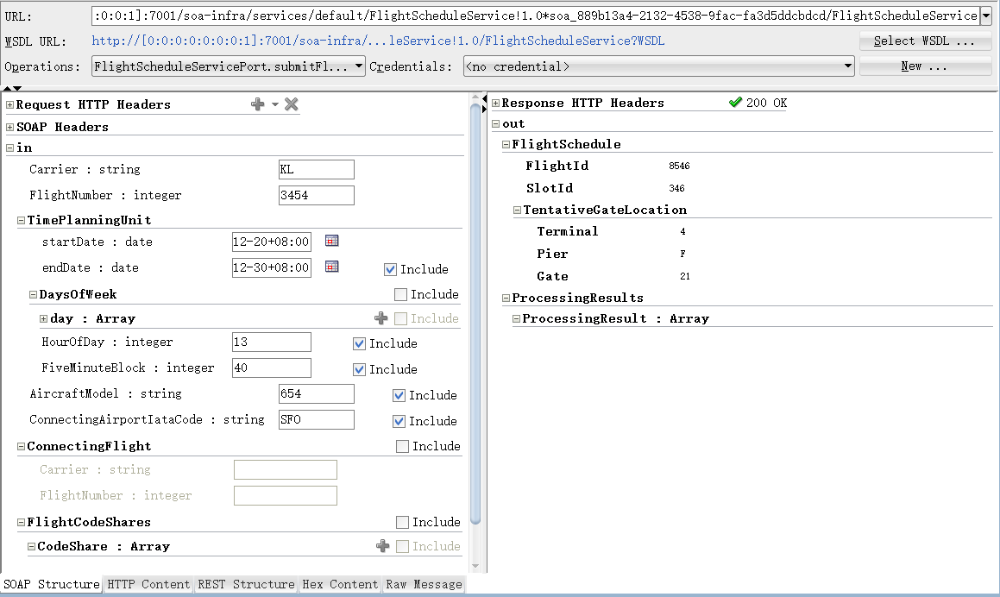 URL: :0:0:1]:7001/soa-infra/services/default/FlightScheduleService!1.0*soa_889b13a4-2132-4538-9fac-fa3d5ddcbdcd/FlightScheduleService
WSDL URL: http://[0:0:0:0:0:0:0:1]:7001/soa-infra/...leService!1.0/FlightScheduleService?WSDL Select WSDL ...
Operations: FlightScheduleServicePort.submitFl... Credentials: <no credential> New ...
Request HTTP Headers
SOAP Headers
in
Carrier : string KL
FlightNumber : integer 3454
TimePlanningUnit
startDate : date 12-20+08:00
endDate : date 12-30+08:00 Include
DaysOfWeek Include
day : Array Include
HourOfDay : integer 13 Include
FiveMinuteBlock : integer 40 Include
AircraftModel : string 654 Include
ConnectingAirportIataCode : string SFO Include
ConnectingFlight Include
Carrier : string
FlightNumber : integer
FlightCodeShares Include
CodeShare : Array Include
Response HTTP Headers 200 OK
out
FlightSchedule
FlightId 8546
SlotId 346
TentativeGateLocation
Terminal 4
Pier F
Gate 21
ProcessingResults
ProcessingResult : Array
SOAP Structure HTTP Content REST Structure Hex Content Raw Message